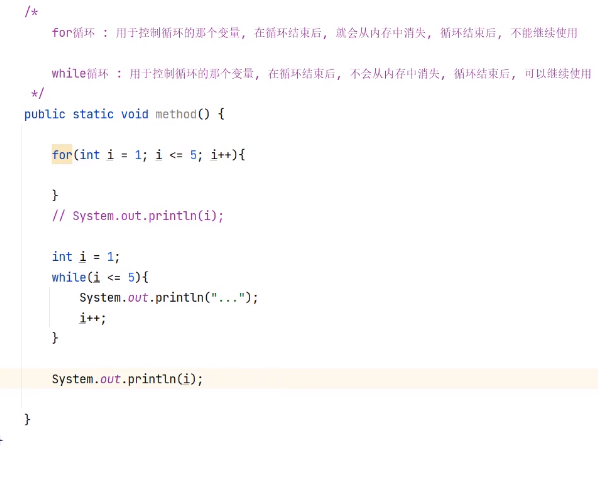 /*
for循环 : 用于控制循环的那个变量, 在循环结束后, 就会从内存中消失, 循环结束后, 不能继续使用
while循环 : 用于控制循环的那个变量, 在循环结束后, 不会从内存中消失, 循环结束后, 可以继续使用
*/
public static void method() {
for(int i = 1; i <= 5; i++){
}
// System.out.println(i);
int i = 1;
while(i <= 5){
System.out.println("...");
i++;
}
System.out.println(i);
}